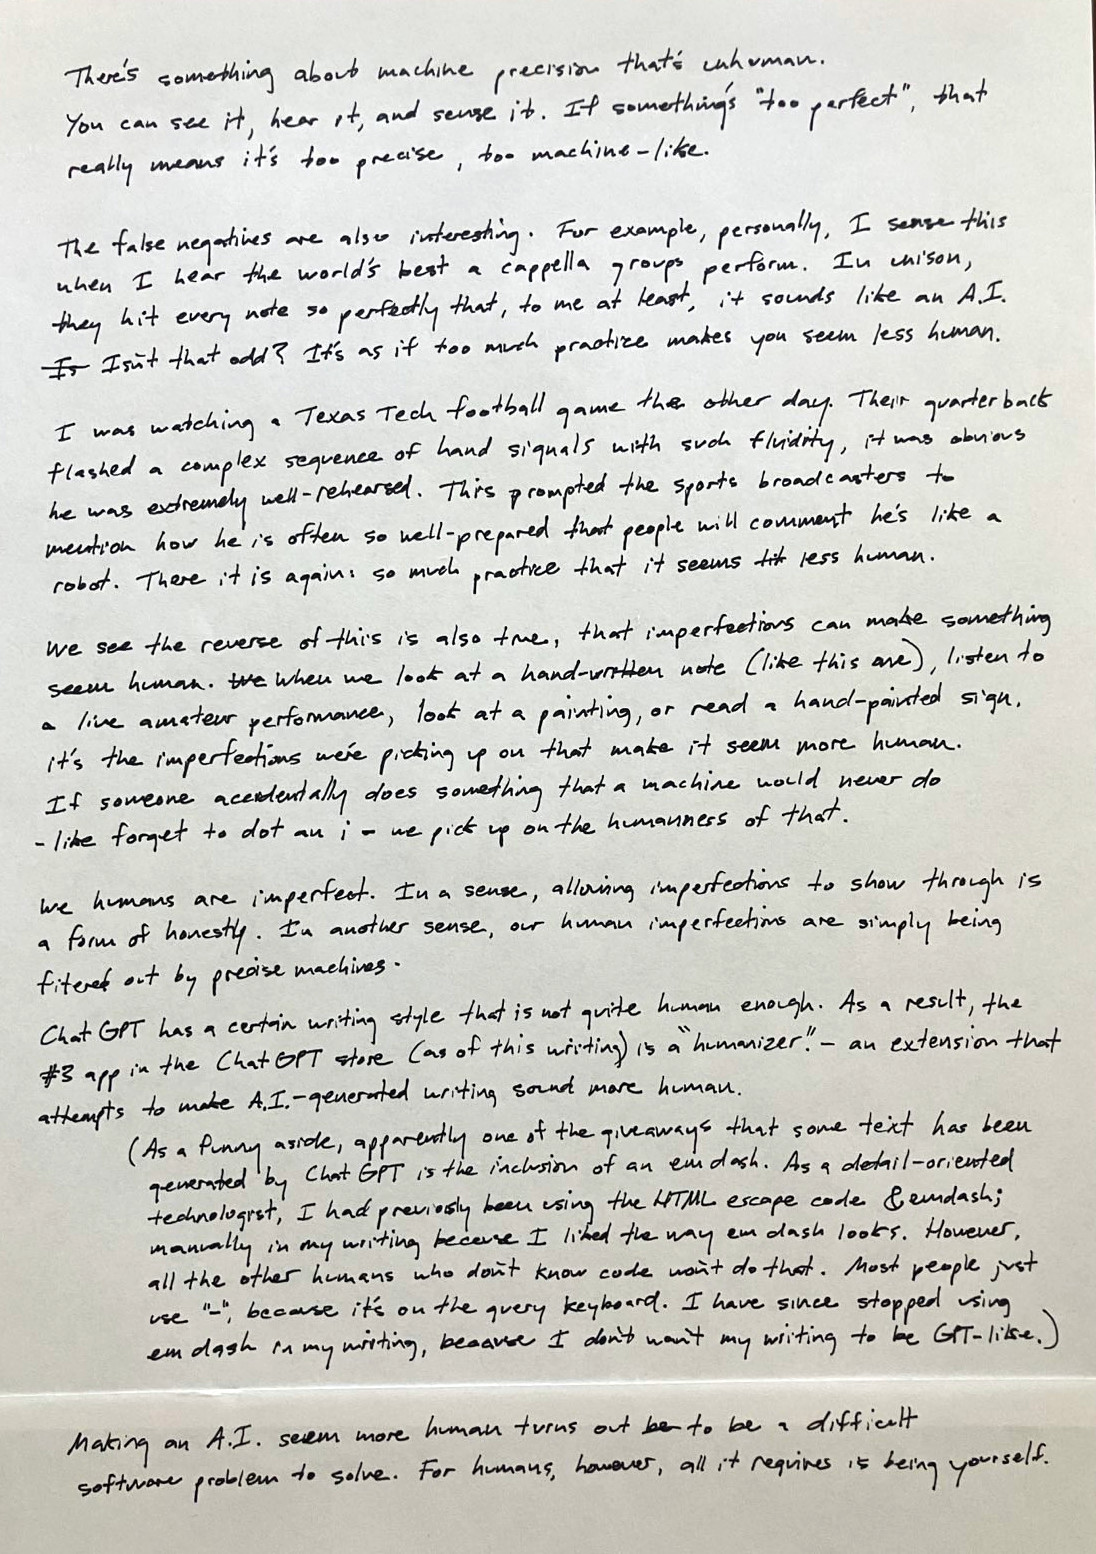 There's something about machine precision that's unhuman.
You can see it, hear it, and sense it. If something's "too perfect", that
really means it's too precise, too machine-like.
The false negatives are also interesting. For example, personally, I sense this
when I hear the world's best a cappella groups perform. In unison,
they hit every note so perfectly that, to me at least, it sounds like an A.I.
Is Isn't that odd? It's as if too much practice makes you seem less human.
I was watching a Texas Tech football game the other day. Their quarterback
flashed a complex sequence of hand signals with such fluidity, it was obvious
he was extremely well-rehearsed. This prompted the sports broadcasters to
mention how he is often so well-prepared that people will comment he's like a
robot. There it is again: so much practice that it seems less human.
We see the reverse of this is also true, that imperfections can make something
seem human. We When we look at a hand-written note (like this one), listen to
a live amateur performance, look at a painting, or read a hand-painted sign,
it's the imperfections we're picking up on that make it seem more human.
If someone accidentally does something that a machine would never do
- like forget to dot an i - we pick up on the humanness of that.
We humans are imperfect. In a sense, allowing imperfections to show through is
a form of honestly. In another sense, our human imperfections are simply being
fitered out by precise machines.
ChatGPT has a certain writing style that is not quite human enough. As a result, the
#3 app in the ChatGPT store (as of this writing) is a "humanizer". - an extension that
attempts to make A.I.-generated writing sound more human.
(As a funny aside, apparently one of the giveaways that some text has been
generated by ChatGPT is the inclusion of an em dash. As a detail-oriented
technologist, I had previously been using the HTML escape code &emdash;
manually in my writing because I liked the way em dash looks. However,
all the other humans who don't know code won't do that. Most people just
use "-", because it's on the query keyboard. I have since stopped using
em dash in my writing, because I don't want my writing to be GPT-like.)
Making an A.I. seem more human turns out be to be a difficult
software problem to solve. For humans, however, all it requires is being yourself.